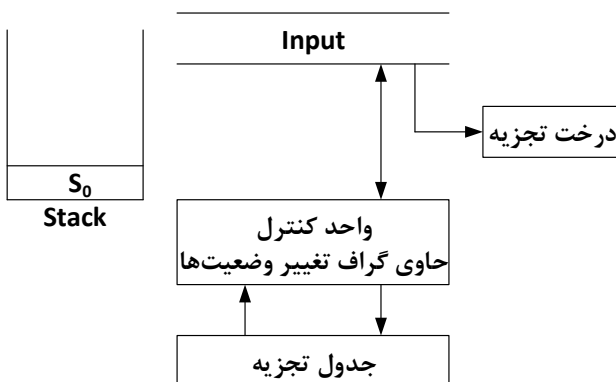 Input
درخت تجزیه
S₀
Stack
واحد کنترل
حاوی گراف تغییر وضعیت‌ها
جدول تجزیه